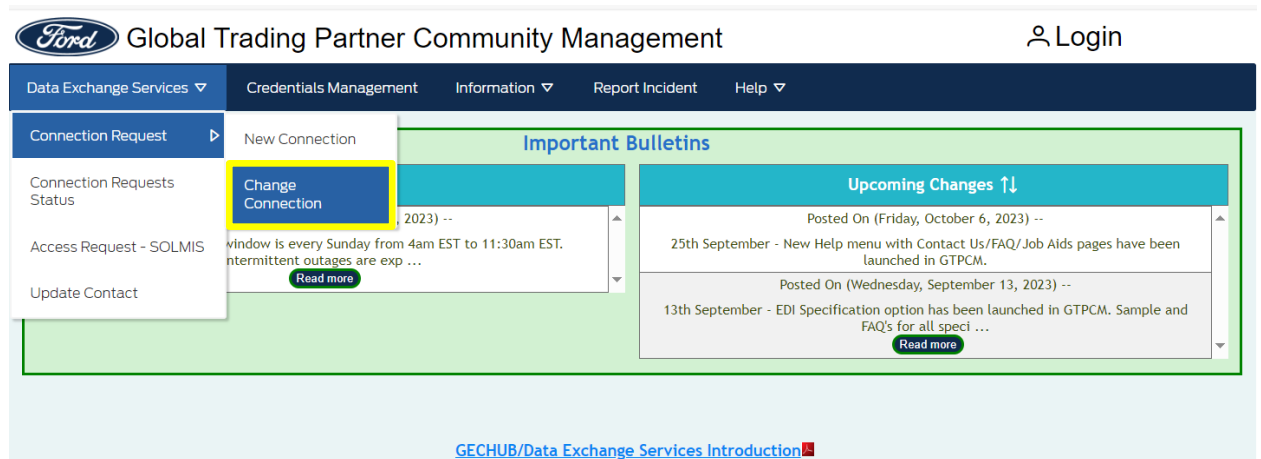 Ford Global Trading Partner Community Management
Login
Data Exchange Services
Credentials Management
Information
Report Incident
Help
Connection Request
Connection Requests
Status
Access Request - SOLMIS
Update Contact
New Connection
Change
Connection
Important Bulletins
, 2023) --
window is every Sunday from 4am EST to 11:30am EST.
ntermittent outages are exp ...
Read more
Upcoming Changes ↑↓
Posted On (Friday, October 6, 2023) --
25th September - New Help menu with Contact Us/FAQ/Job Aids pages have been
launched in GTPCM.
Posted On (Wednesday, September 13, 2023) --
13th September - EDI Specification option has been launched in GTPCM. Sample and
FAQ's for all speci ...
Read more
GECHUB/Data Exchange Services Introduction